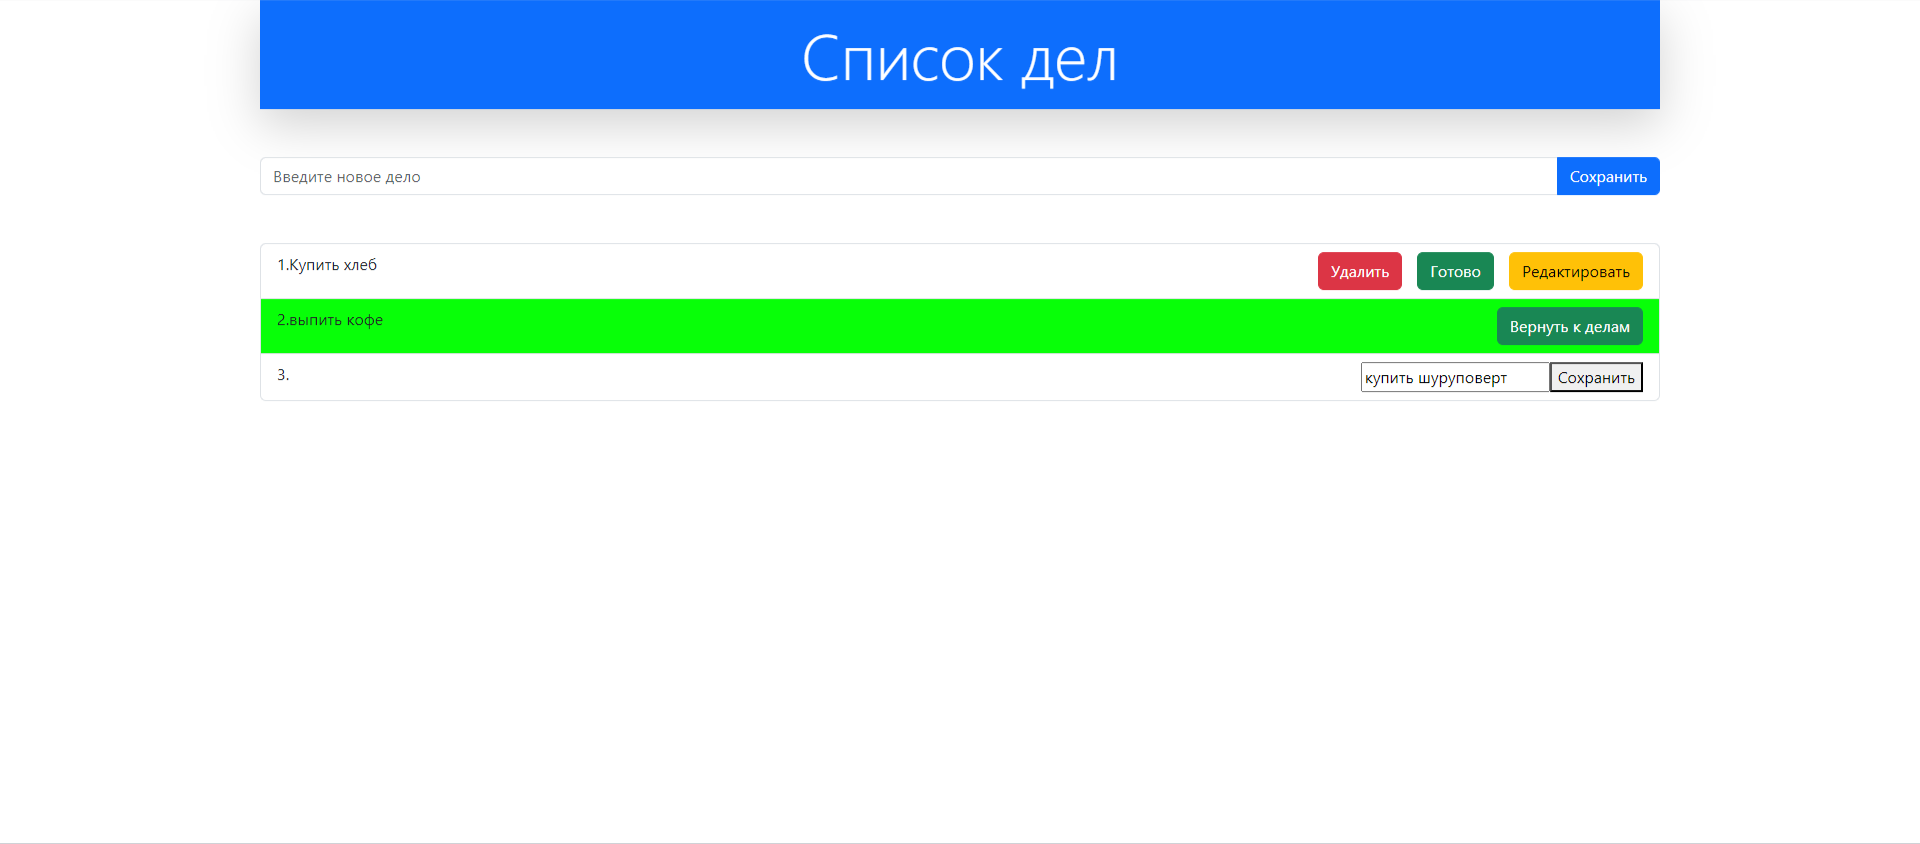 Список дел
Введите новое дело Сохранить
1.Купить хлеб Удалить Готово Редактировать
2.выпить кофе Вернуть к делам
3. купить шуруповерт Сохранить